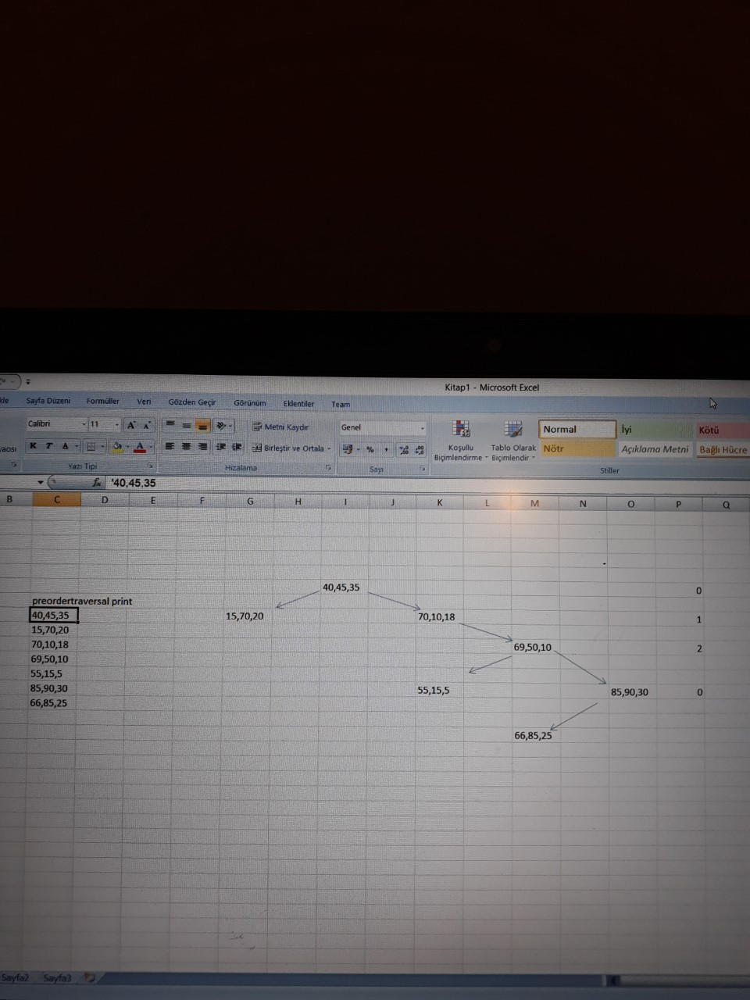 Kitap1 - Microsoft Excel
Sayfa Düzeni Formüller Veri Gözden Geçir Görünüm Eklentiler Team
Calibri 11 A A Metni Kaydır Genel Normal İyi Kötü
K T A A Birleştir ve Ortala % Koşullu Biçimlendirme Tablo Olarak Biçimlendir Nötr Açıklama Metni Bağlı Hücre
Yazı Tipi Hizalama Sayı Stiller
fx '40,45,35
B C D E F G H I J K L M N O P Q
40,45,35 0
preordertraversal print
40,45,35 15,70,20 70,10,18 1
15,70,20
70,10,18 69,50,10 2
69,50,10
55,15,5
85,90,30 55,15,5 85,90,30 0
66,85,25
66,85,25
Sayfa2 Sayfa3